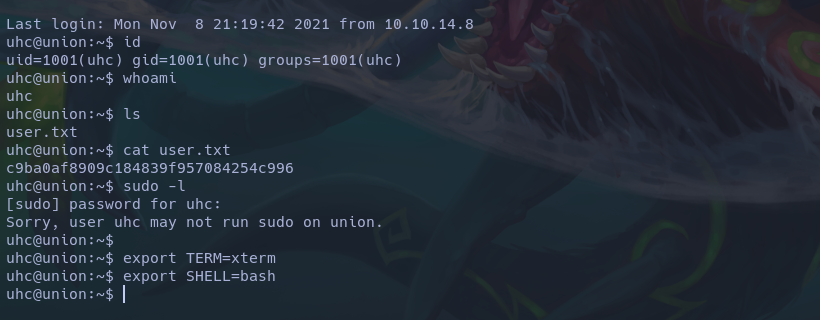 Last login: Mon Nov  8 21:19:42 2021 from 10.10.14.8
uhc@union:~$ id
uid=1001(uhc) gid=1001(uhc) groups=1001(uhc)
uhc@union:~$ whoami
uhc
uhc@union:~$ ls
user.txt
uhc@union:~$ cat user.txt
c9ba0af8909c184839f957084254c996
uhc@union:~$ sudo -l
[sudo] password for uhc:
Sorry, user uhc may not run sudo on union.
uhc@union:~$
uhc@union:~$ export TERM=xterm
uhc@union:~$ export SHELL=bash
uhc@union:~$